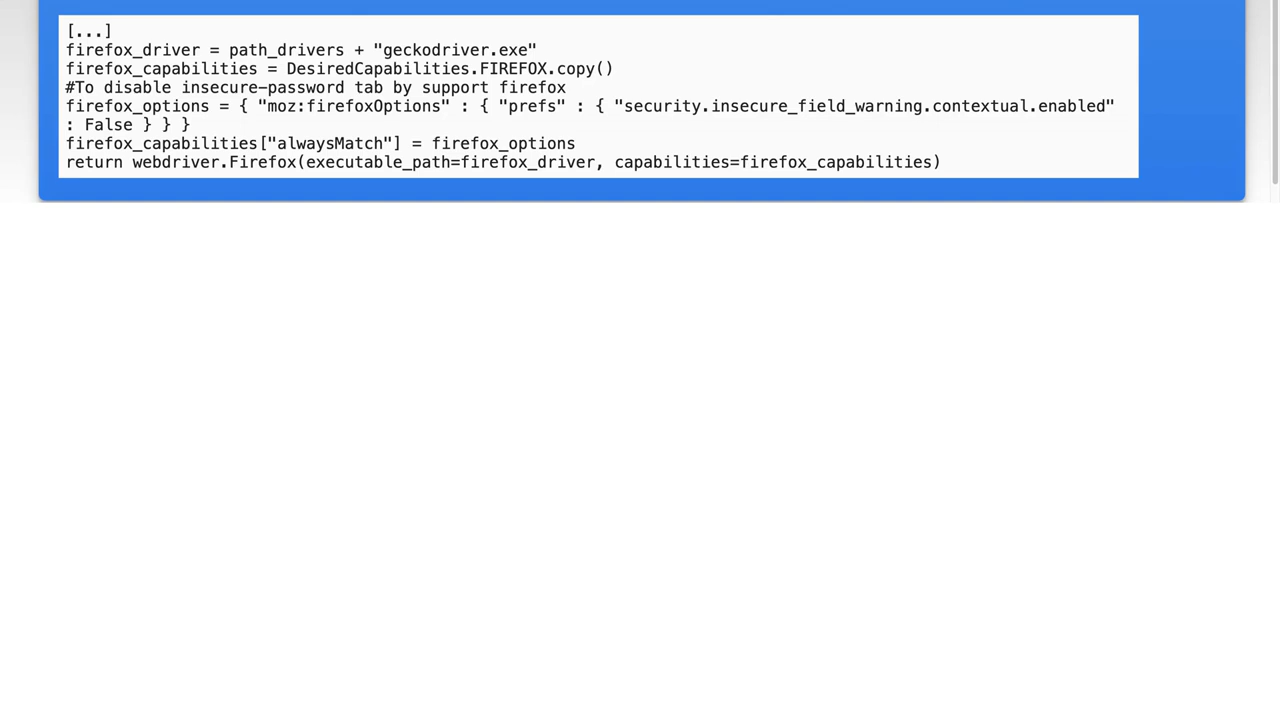 [...]
firefox_driver = path_drivers + "geckodriver.exe"
firefox_capabilities = DesiredCapabilities.FIREFOX.copy()
#To disable insecure-password tab by support firefox
firefox_options = { "moz:firefoxOptions" : { "prefs" : { "security.insecure_field_warning.contextual.enabled"
: False } } }
firefox_capabilities["alwaysMatch"] = firefox_options
return webdriver.Firefox(executable_path=firefox_driver, capabilities=firefox_capabilities)